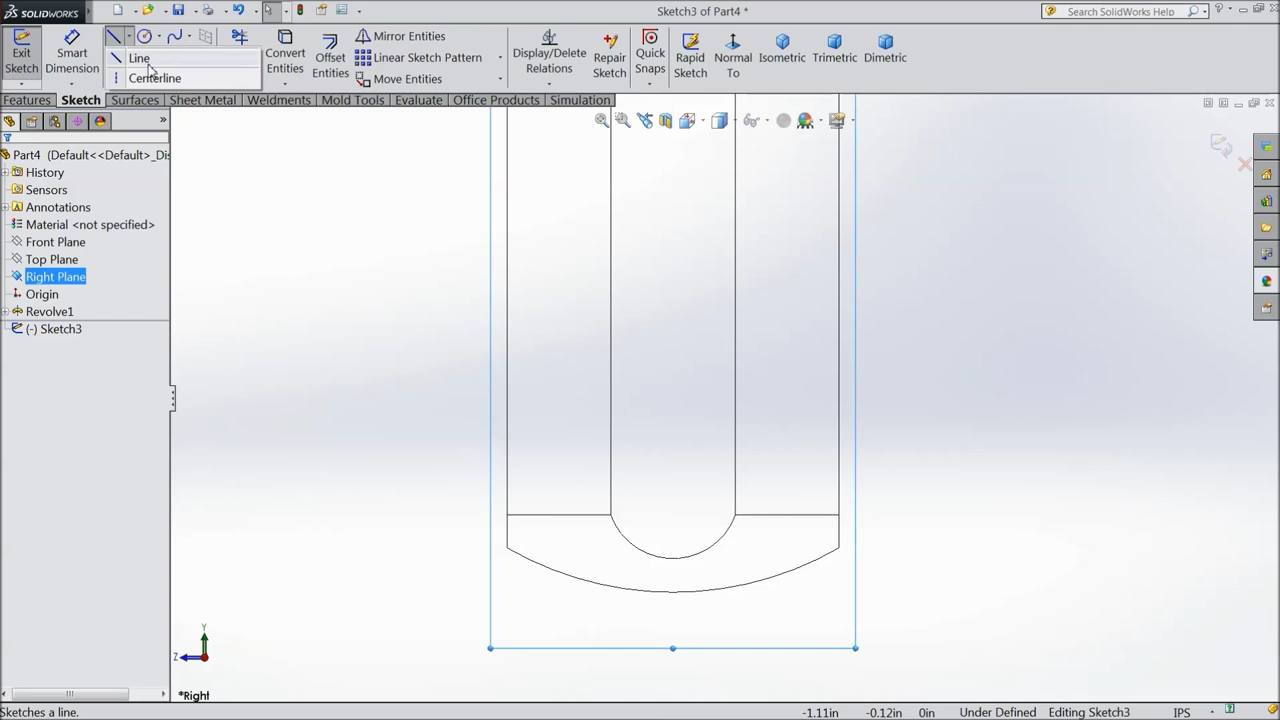 SOLIDWORKS
Sketch3 of Part4 *
Search SolidWorks Help
Exit Sketch
Smart Dimension
Line
Centerline
Convert Entities
Offset Entities
Mirror Entities
Linear Sketch Pattern
Move Entities
Display/Delete Relations
Repair Sketch
Quick Snaps
Rapid Sketch
Normal To
Isometric
Trimetric
Dimetric
Features
Sketch
Surfaces
Sheet Metal
Weldments
Mold Tools
Evaluate
Office Products
Simulation
Part4 (Default<<Default>_Dis
History
Sensors
Annotations
Material <not specified>
Front Plane
Top Plane
Right Plane
Origin
Revolve1
(-) Sketch3
Y
Z
*Right
Sketches a line.
-1.11in
-0.12in
0in
Under Defined
Editing Sketch3
IPS